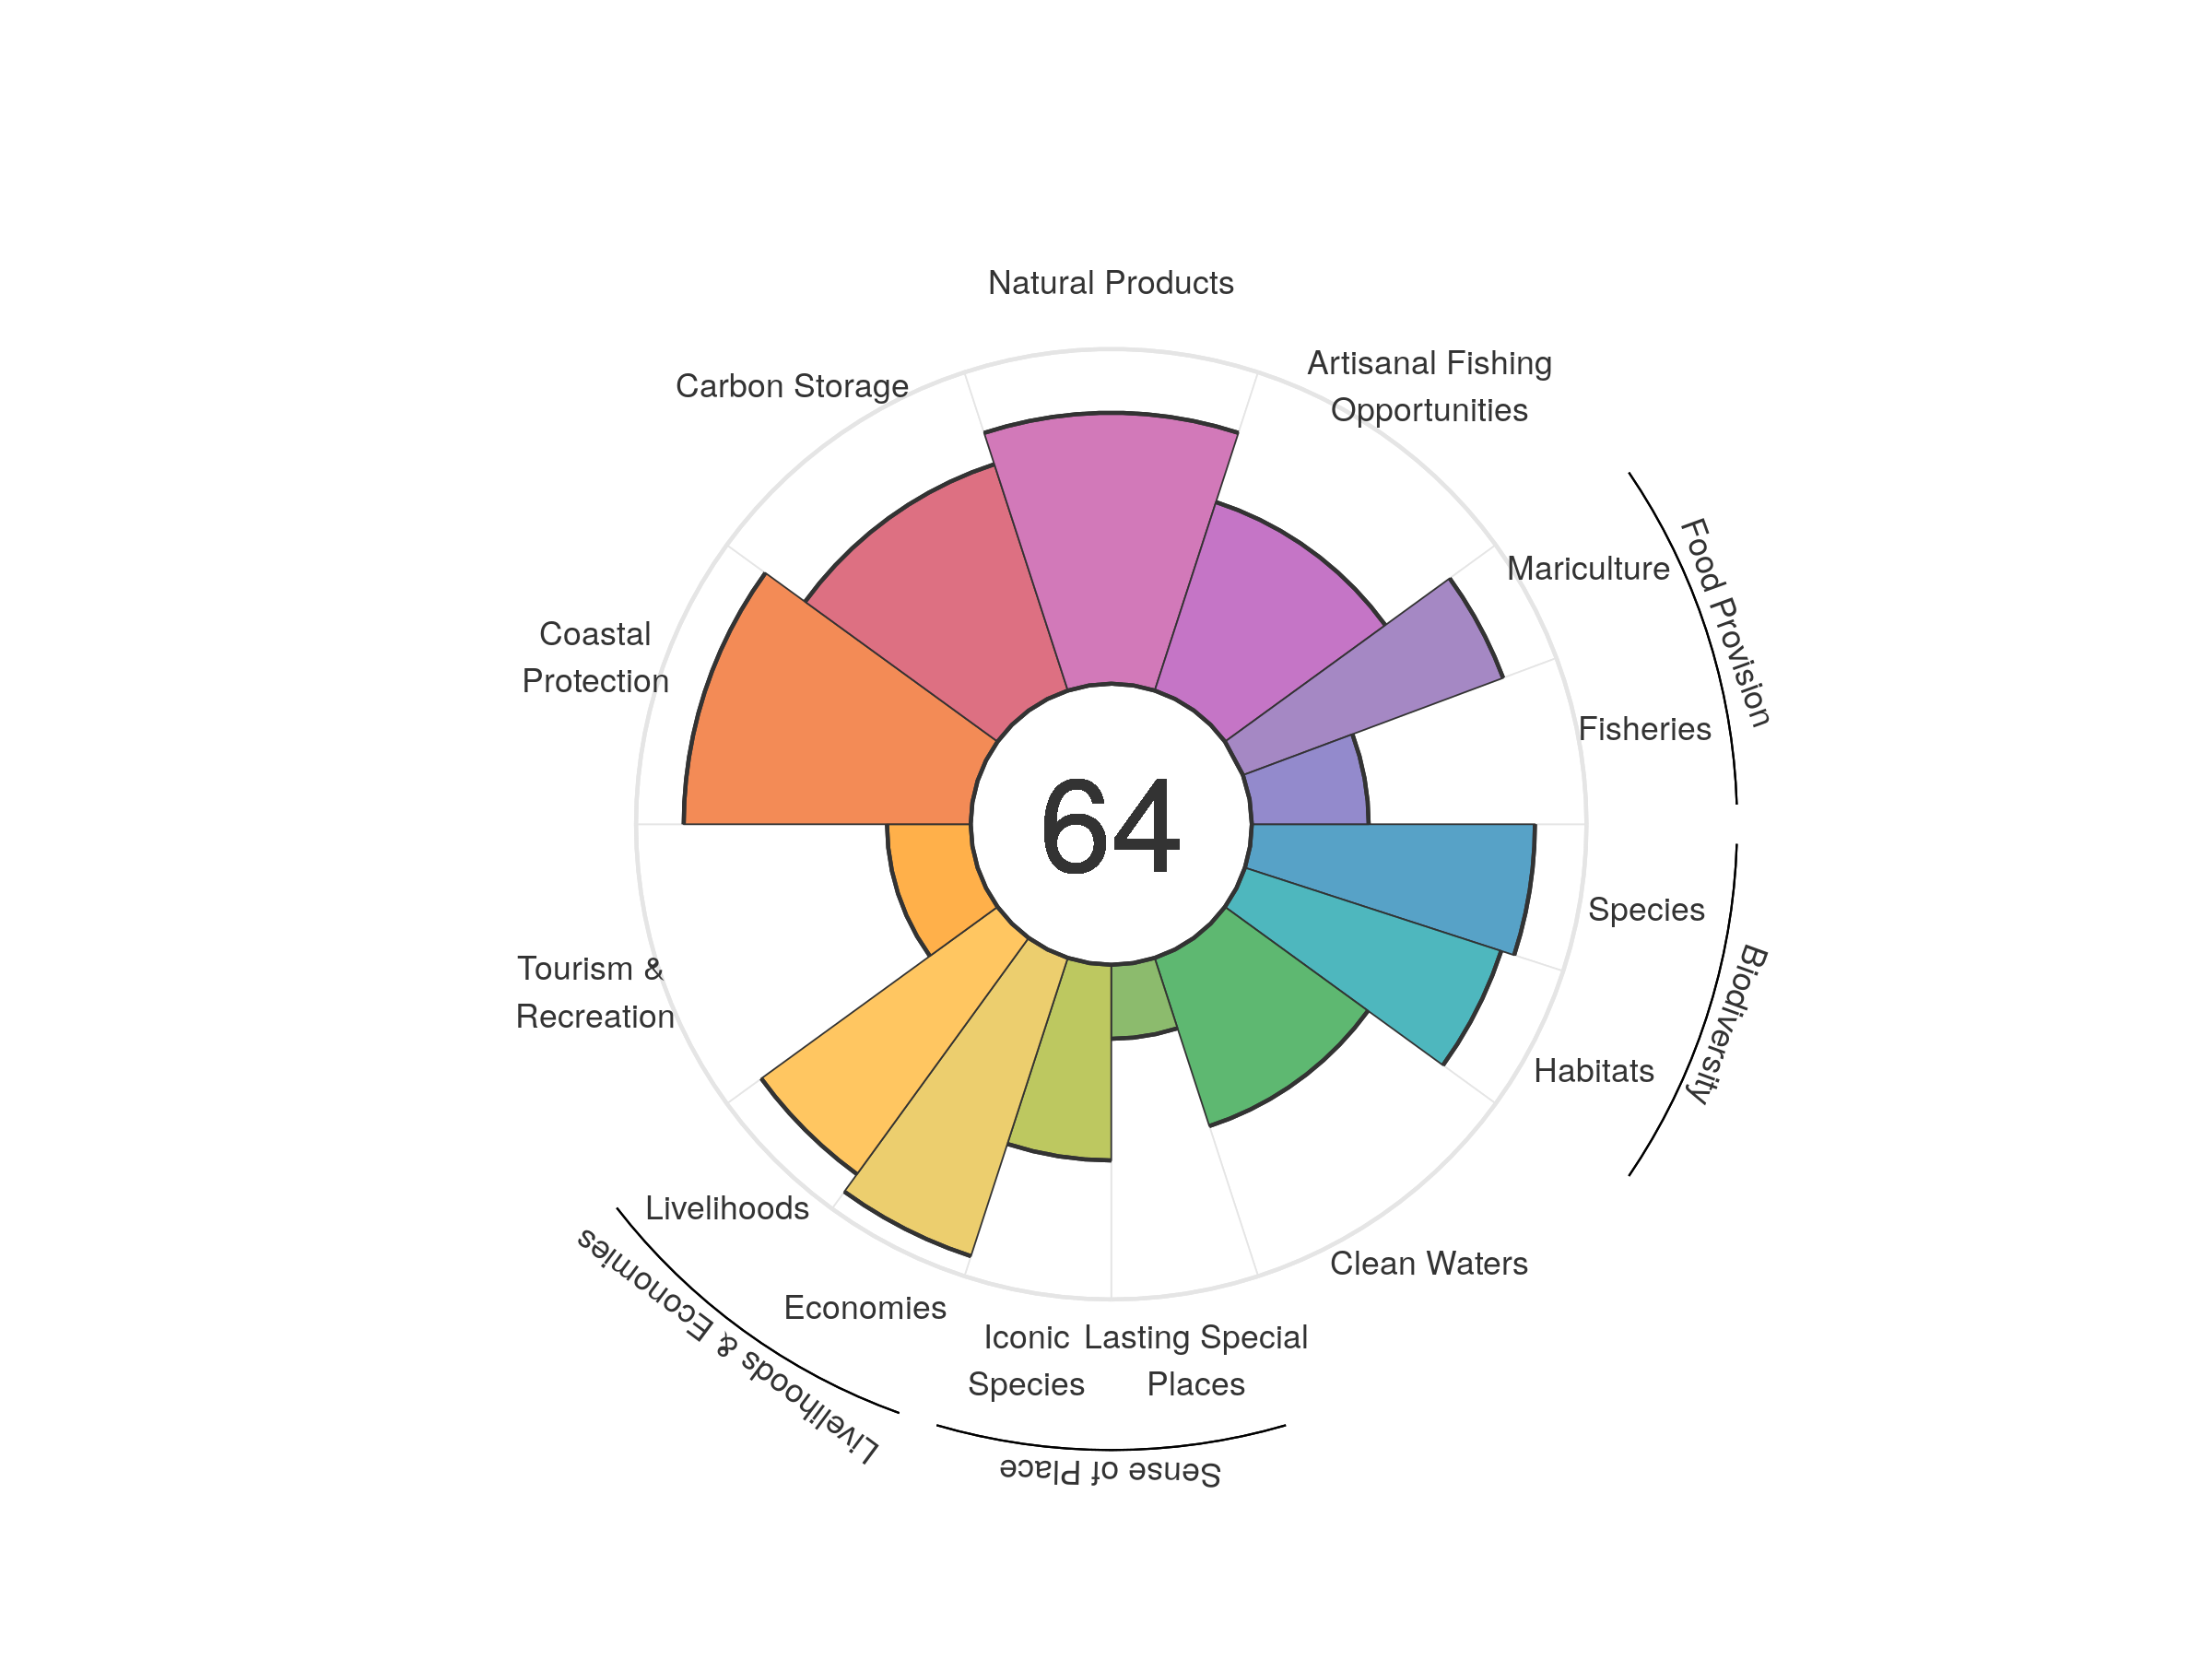 Natural Products
Artisanal Fishing
Opportunities
Carbon Storage
Mariculture
Food Provision
Coastal
Protection
Fisheries
64
Species
Biodiversity
Tourism &
Recreation
Habitats
Livelihoods
Clean Waters
Livelihoods & Economies
Economies
Iconic
Species
Lasting Special
Places
Sense of Place